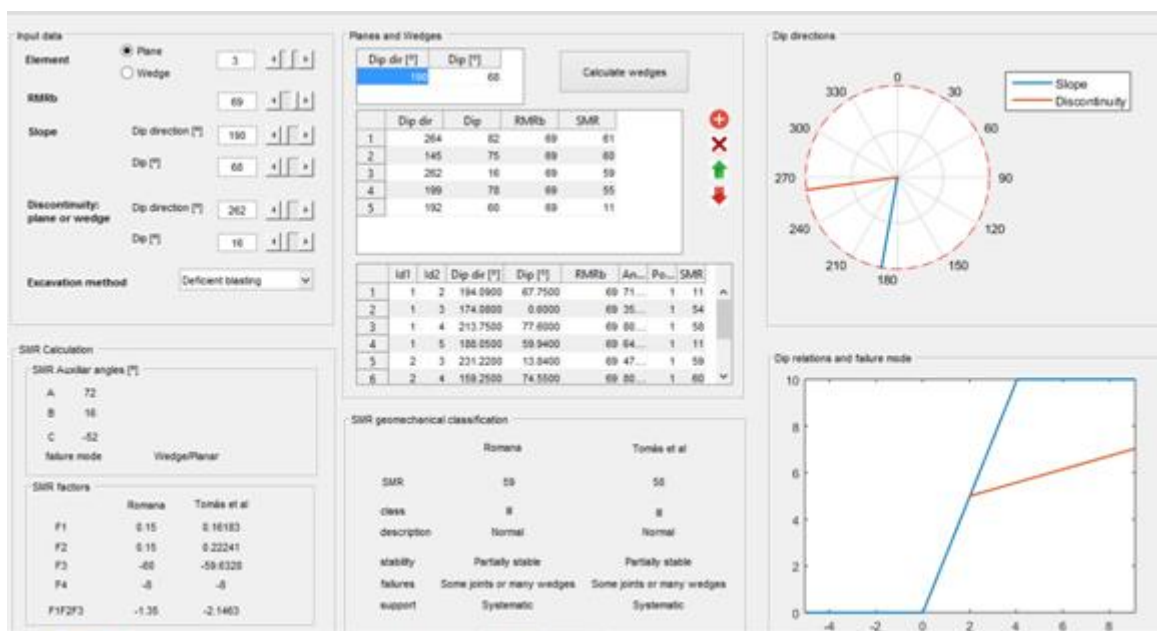 Input data
Element
Plane
Wedge
3
RMRb
69
Slope
Dip direction [º]
190
Dip [º]
68
Discontinuity:
plane or wedge
Dip direction [º]
262
Dip [º]
16
Excavation method
Deficient blasting
SMR Calculation
SMR Auxiliar angles [º]
A 72
B 16
C -52
failure mode Wedge/Planar
SMR factors
Romana Tomás et al
F1 0.15 0.16183
F2 0.15 0.22241
F3 -60 -59.6328
F4 -8 -8
F1F2F3 -1.35 -2.1463
Planes and Wedges
Dip dir [º] Dip [º]
190 68
Calculate wedges
Dip dir Dip RMRb SMR
1 264 82 69 61
2 145 75 69 60
3 262 16 69 59
4 199 78 69 55
5 192 60 69 11
Id1 Id2 Dip dir [º] Dip [º] RMRb An... Po... SMR
1 1 2 194.0900 67.7500 69 71... 1 11
2 1 3 174.0800 0.6000 69 35... 1 54
3 1 4 213.7500 77.6000 69 80... 1 58
4 1 5 188.0500 59.9400 69 64... 1 11
5 2 3 231.2200 13.8400 69 47... 1 59
6 2 4 159.2500 74.5500 69 80... 1 60
SMR geomechanical classification
Romana Tomás et al
SMR 59 58
class III III
description Normal Normal
stability Partially stable Partially stable
failures Some joints or many wedges Some joints or many wedges
support Systematic Systematic
Dip directions
0
30
60
90
120
150
180
210
240
270
300
330
Slope
Discontinuity
Dip relations and failure mode
10
8
6
4
2
0
-4 -2 0 2 4 6 8